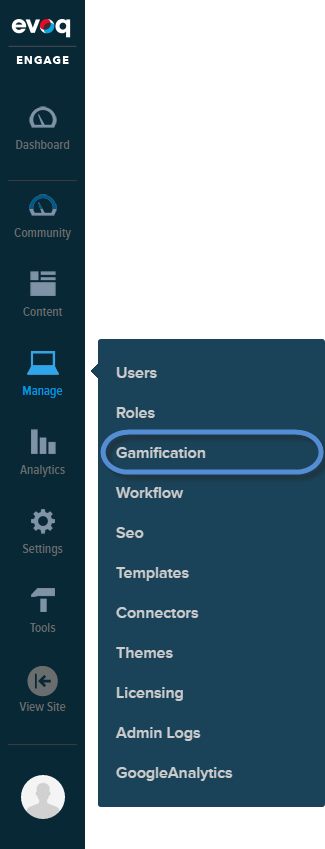 evoq
ENGAGE
Dashboard
Community
Content
Manage
Analytics
Settings
Tools
View Site
Users
Roles
Gamification
Workflow
Seo
Templates
Connectors
Themes
Licensing
Admin Logs
GoogleAnalytics